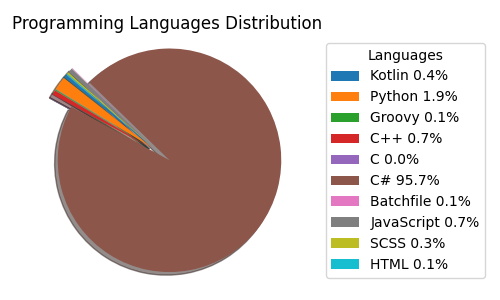 Programming Languages Distribution
Languages
Kotlin 0.4%
Python 1.9%
Groovy 0.1%
C++ 0.7%
C 0.0%
C# 95.7%
Batchfile 0.1%
JavaScript 0.7%
SCSS 0.3%
HTML 0.1%